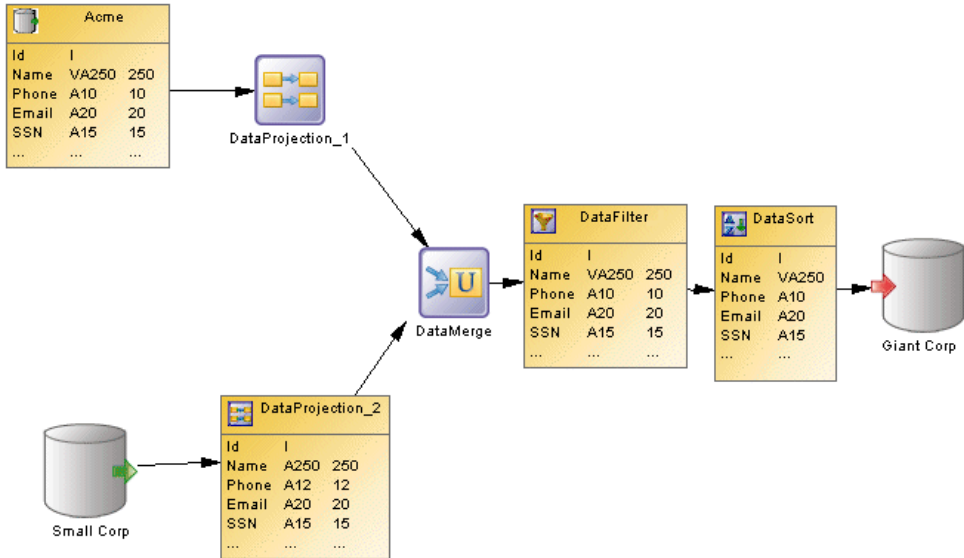 Acme
Id I
Name VA250 250
Phone A10 10
Email A20 20
SSN A15 15
... ... ...
DataProjection_1
DataMerge
U
DataFilter
Id I
Name VA250 250
Phone A10 10
Email A20 20
SSN A15 15
... ... ...
DataSort
A
Z
Id I
Name VA250
Phone A10
Email A20
SSN A15
... ...
Giant Corp
DataProjection_2
Id I
Name A250 250
Phone A12 12
Email A20 20
SSN A15 15
... ... ...
Small Corp